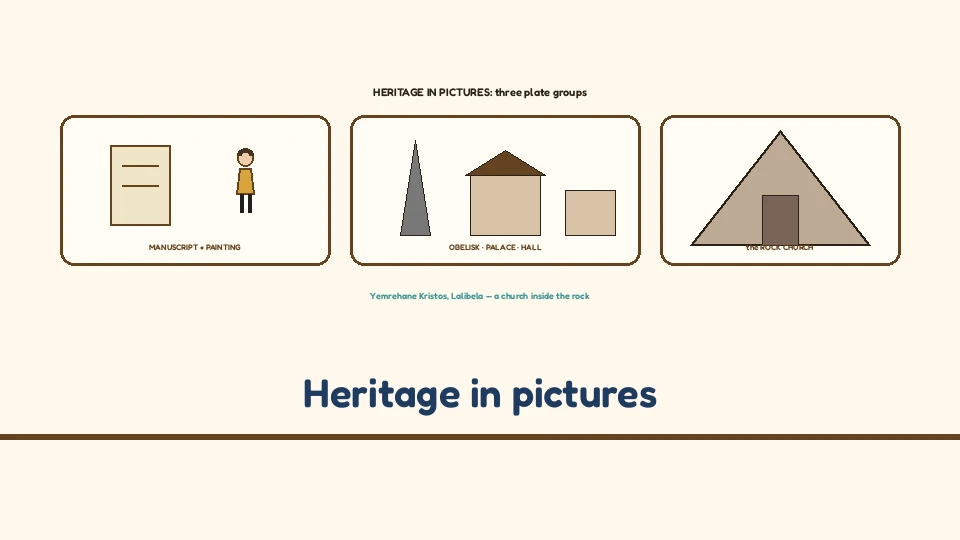 HERITAGE IN PICTURES: three plate groups
MANUSCRIPT + PAINTING
OBELISK · PALACE · HALL
the ROCK CHURCH
Yemrehane Kristos, Lalibela — a church inside the rock
Heritage in pictures